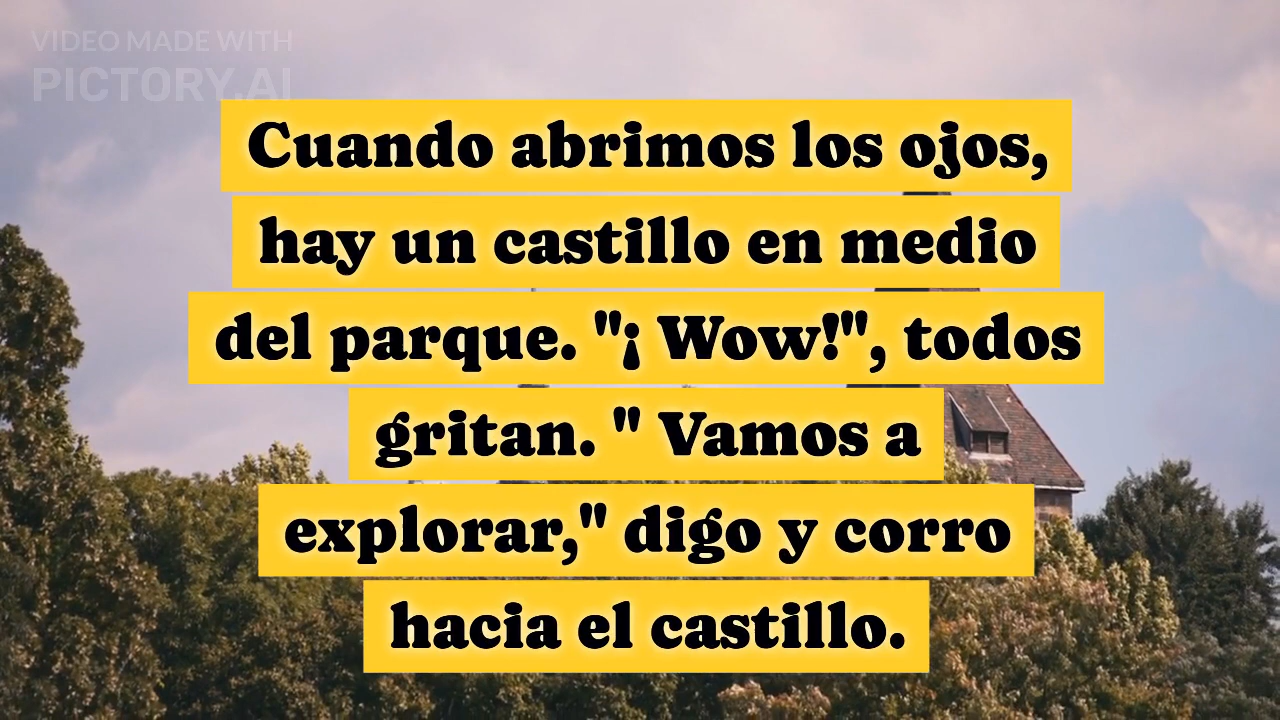 VIDEO MADE WITH
PICTORY.AI
Cuando abrimos los ojos,
hay un castillo en medio
del parque. "¡ Wow!", todos
gritan. " Vamos a
explorar," digo y corro
hacia el castillo.